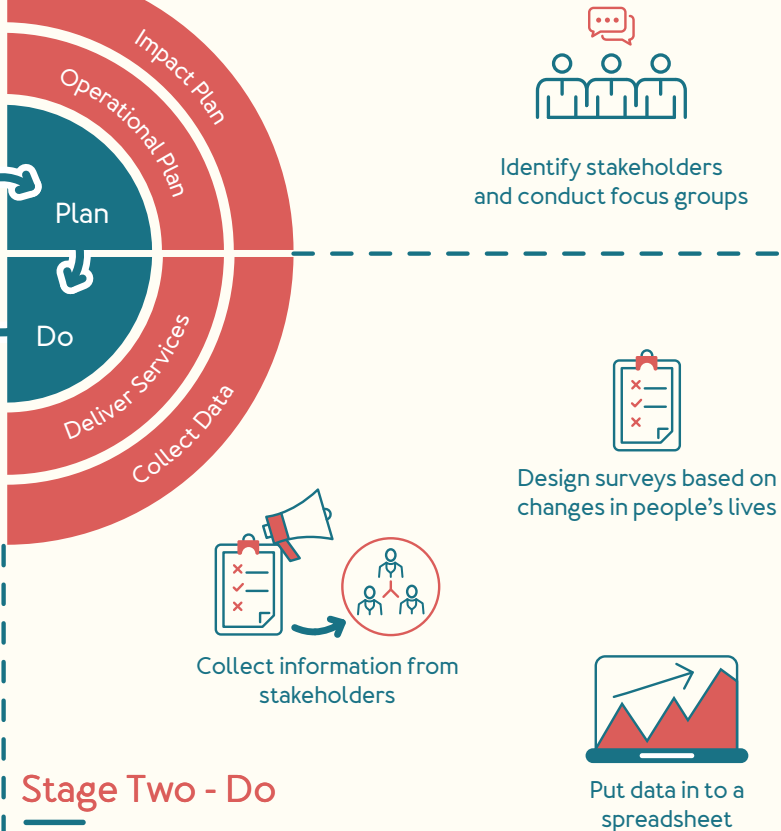 Impact Plan
Operational Plan
Plan
Identify stakeholders
and conduct focus groups
Do
Deliver Services
Collect Data
Design surveys based on
changes in people’s lives
Collect information from
stakeholders
Stage Two - Do
Put data in to a
spreadsheet